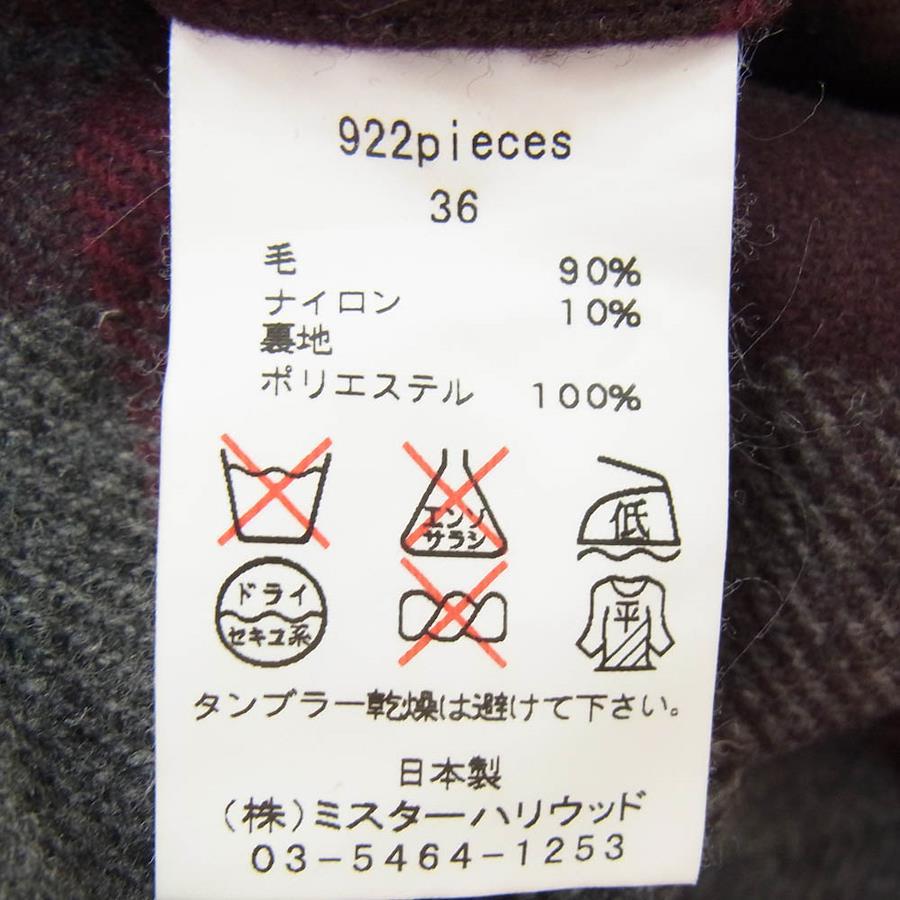 922pieces
36
毛 90%
ナイロン 10%
裏地
ポリエステル 100%
エンソ
サラシ
低
ドライ
セキユ系
平
タンブラー乾燥は避けて下さい。
日本製
(株)ミスターハリウッド
03-5464-1253